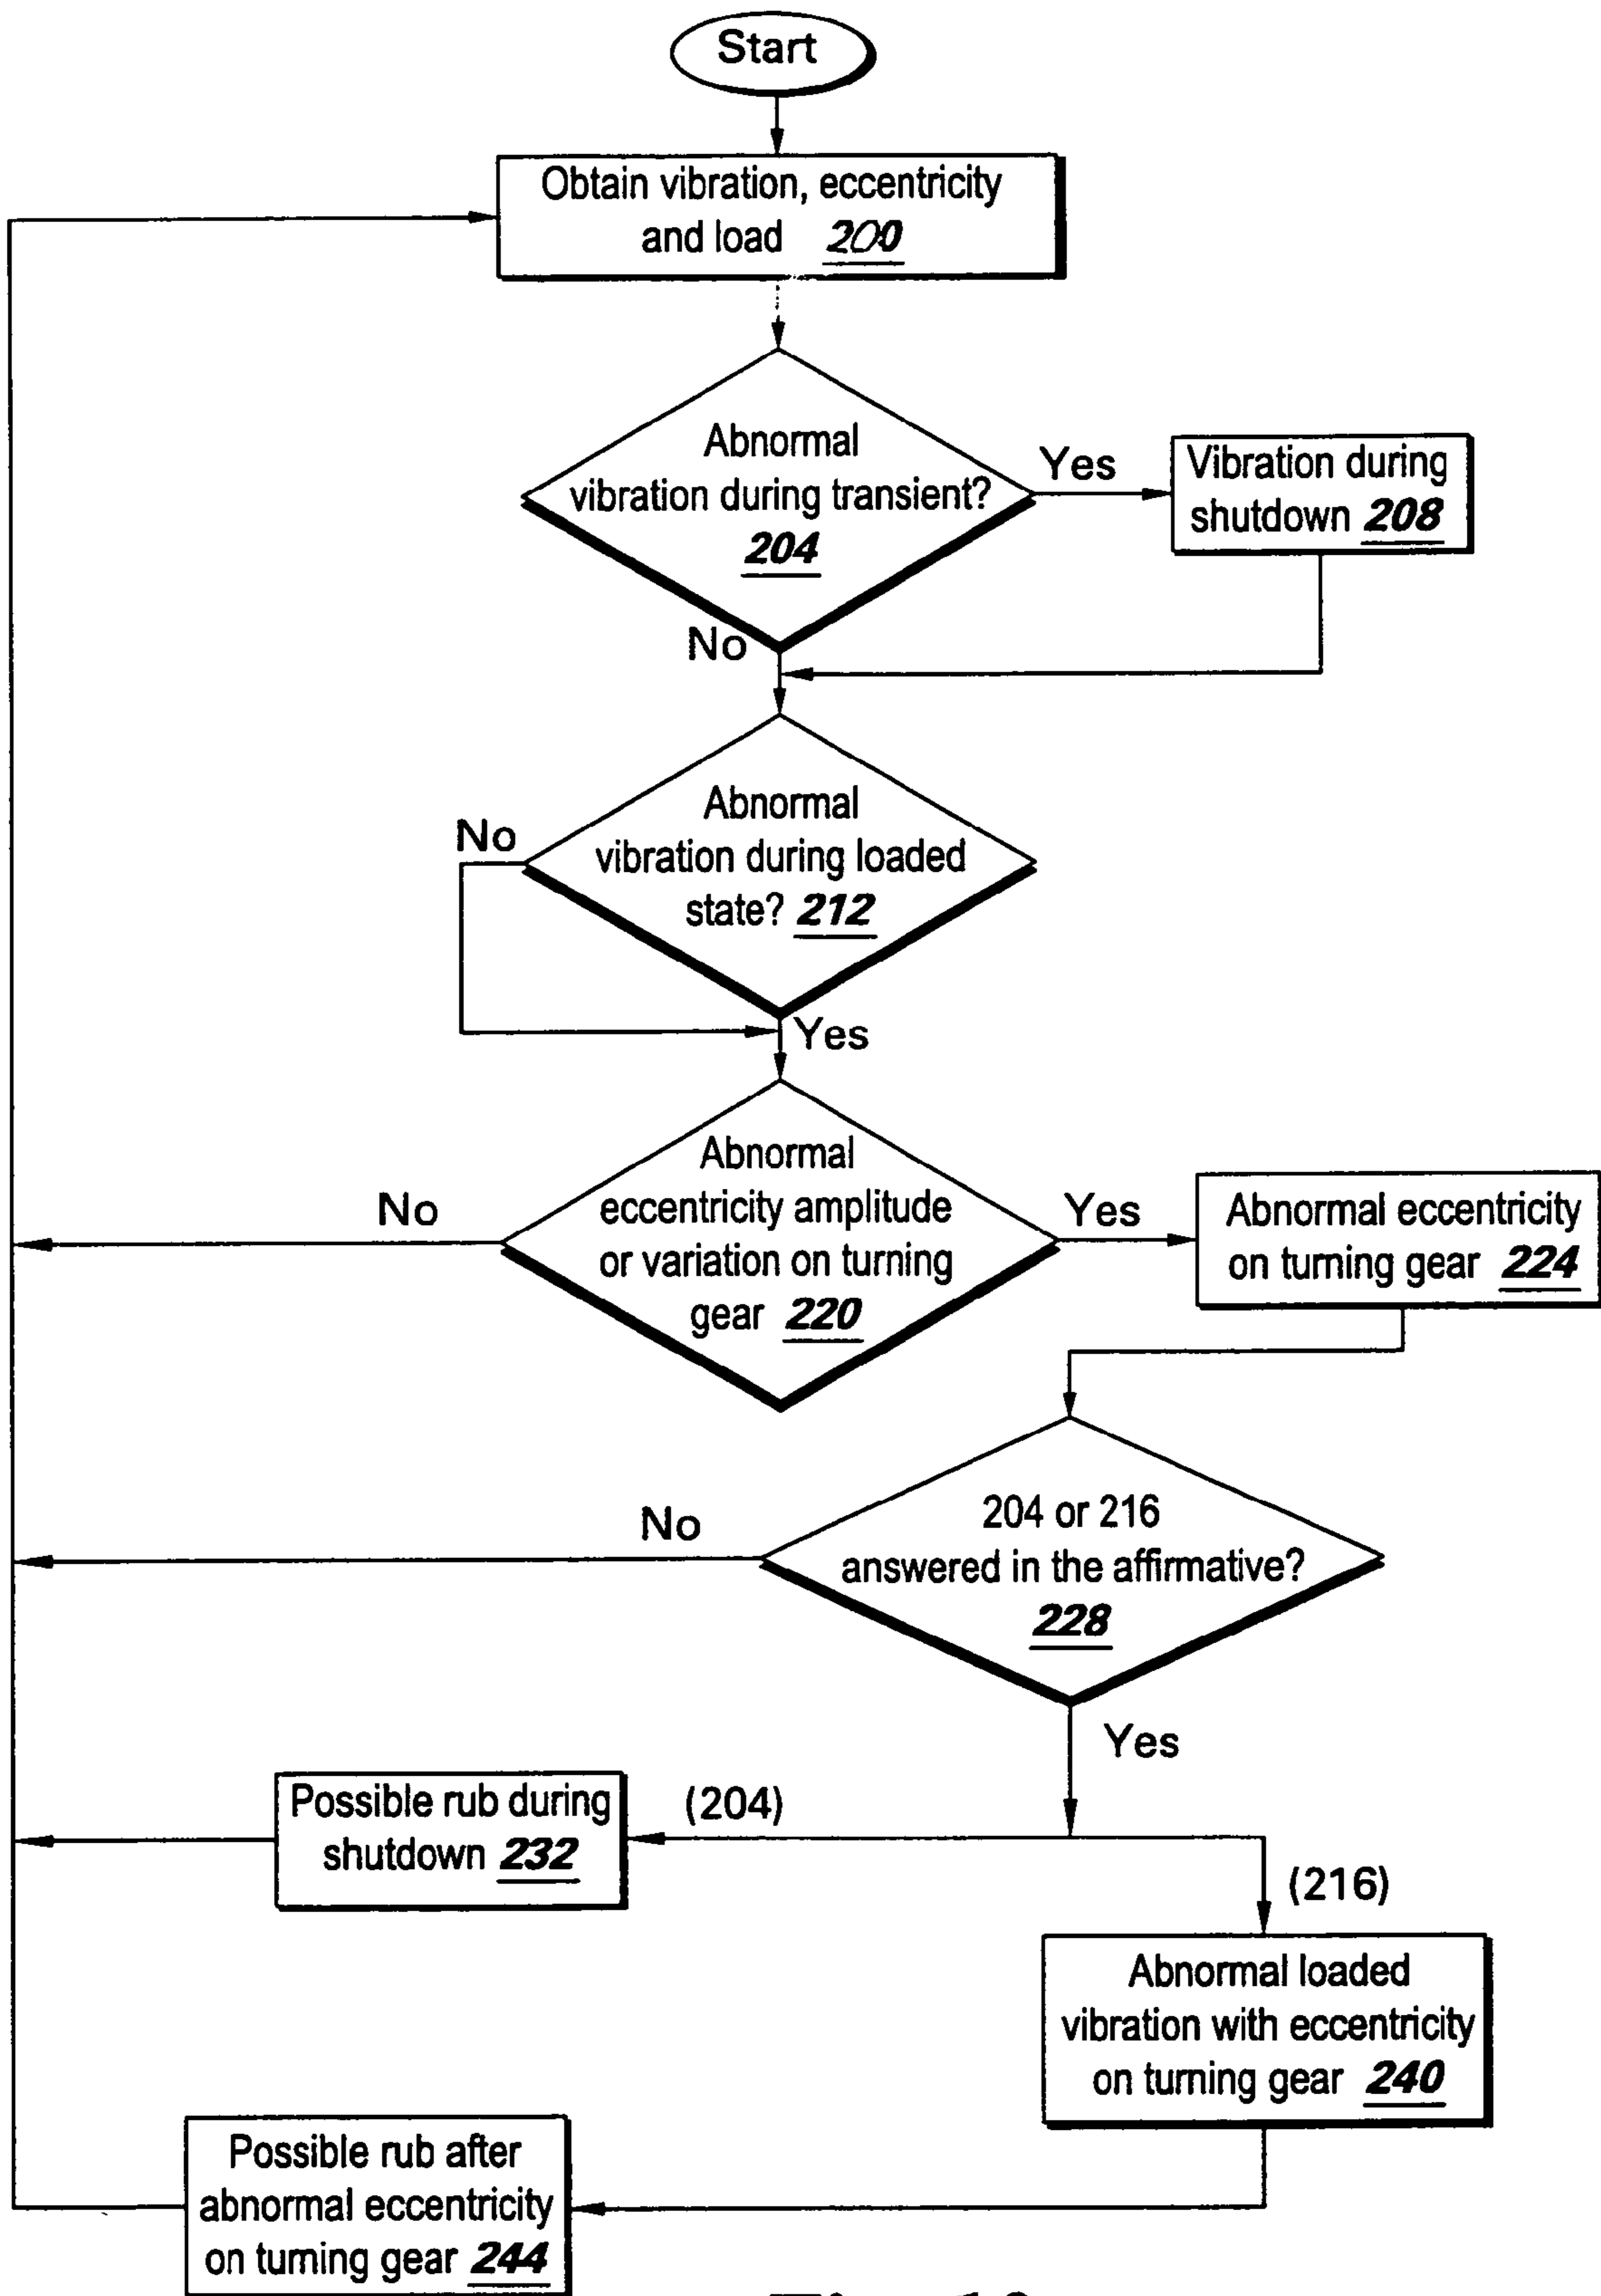 Start
Obtain vibration, eccentricity
and load 200
Abnormal
vibration during transient?
204
Yes
Vibration during
shutdown 208
No
Abnormal
vibration during loaded
state? 212
No
Yes
Abnormal
eccentricity amplitude
or variation on turning
gear 220
No
Yes
Abnormal eccentricity
on turning gear 224
204 or 216
answered in the affirmative?
228
No
Yes
(204)
Possible rub during
shutdown 232
(216)
Abnormal loaded
vibration with eccentricity
on turning gear 240
Possible rub after
abnormal eccentricity
on turning gear 244